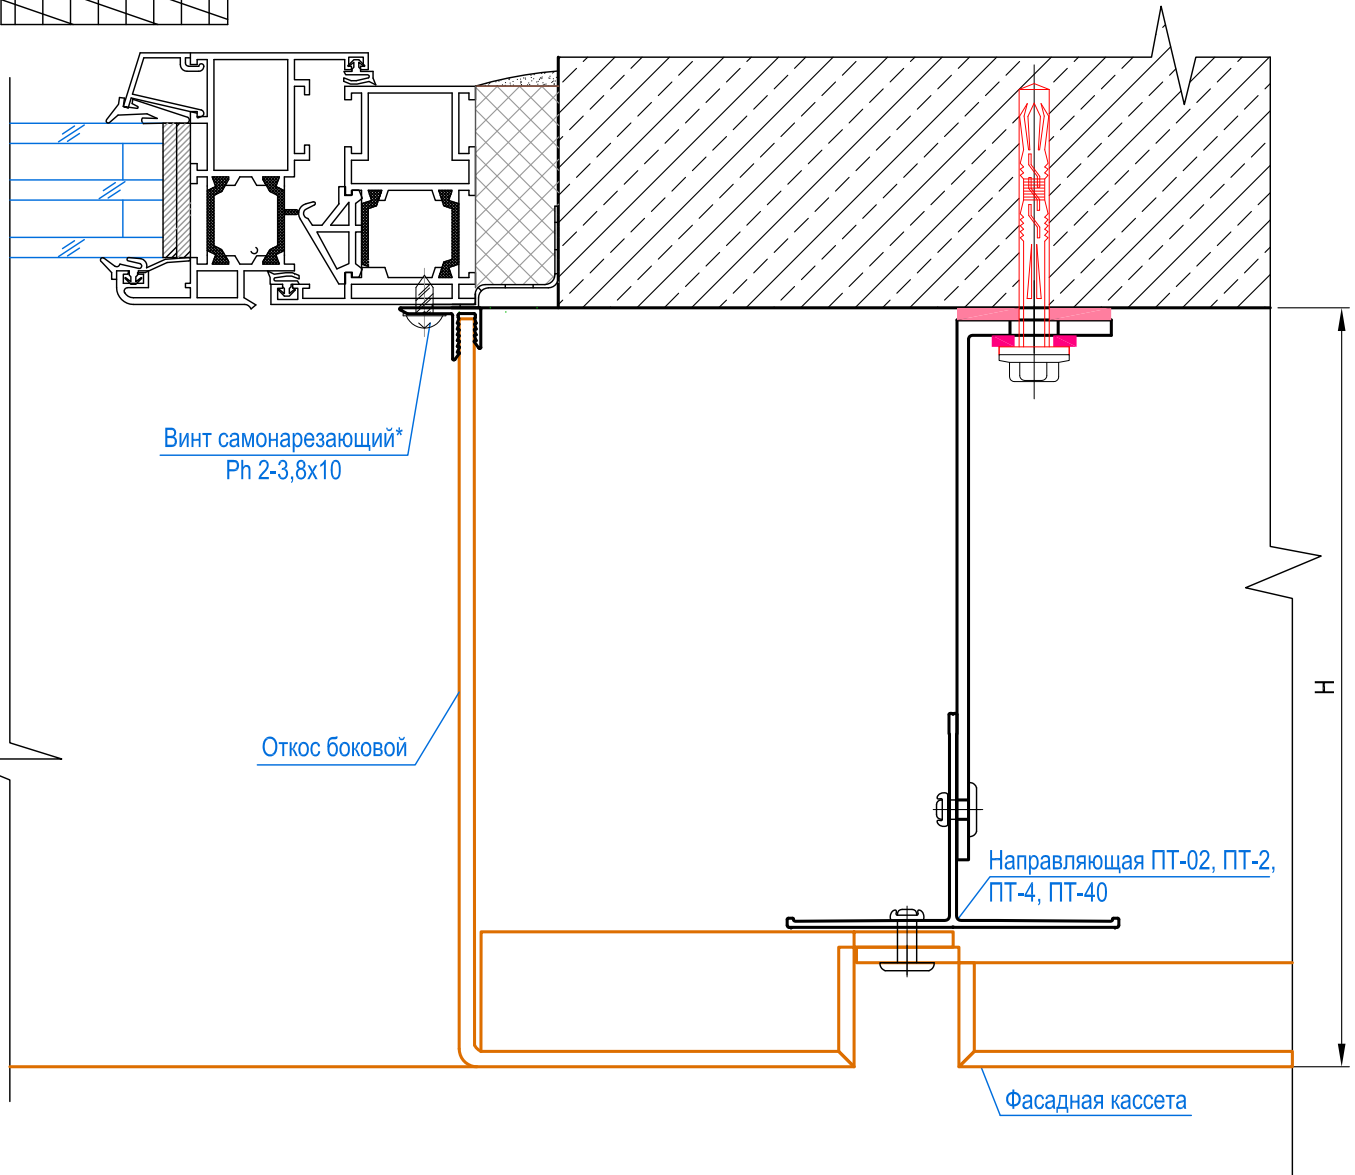 Винт самонарезающий*
Ph 2-3,8x10
H
Откос боковой
Направляющая ПТ-02, ПТ-2,
ПТ-4, ПТ-40
Фасадная кассета